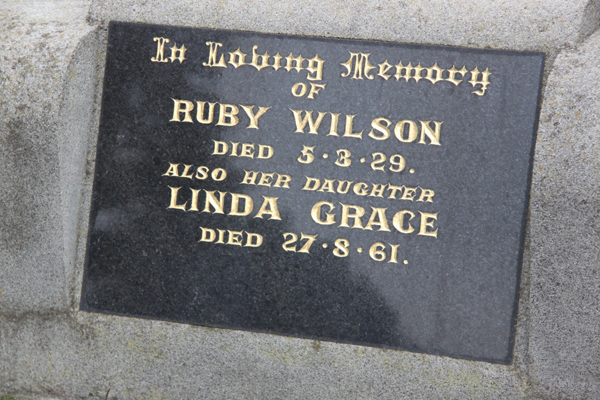 In Loving Memory
OF
RUBY WILSON
DIED 5·3·29.
ALSO HER DAUGHTER
LINDA GRACE
DIED 27·8·61.